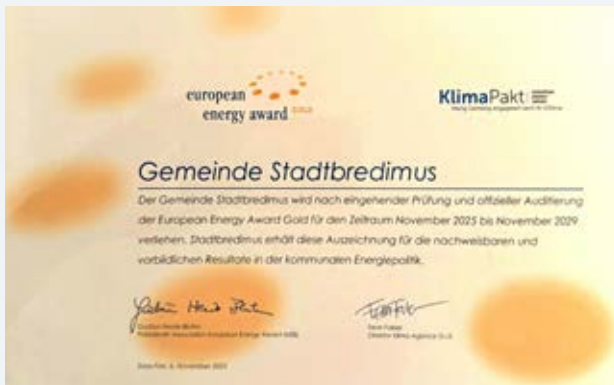 european
energy award GOLD
KlimaPakt
Gemeinde Stadtbredimus
Der Gemeinde Stadtbredimus wird nach eingehender Prüfung und offizieller Auditierung
der European Energy Award Gold für den Zeitraum November 2025 bis November 2029
verliehen. Stadtbredimus erhält diese Auszeichnung für die nachweisbaren und
vorbildlichen Resultate in der kommunalen Energiepolitik.